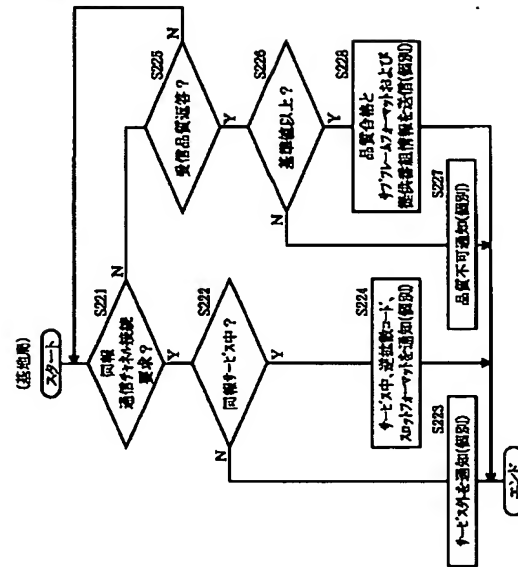 (基地局)
スタート
S221
同報
通信チャネル接続
要求?
N
Y
S222
同報サービス中?
N
Y
S224
サービス中、逆拡散コード、
スロットフォーマットを通知(個別)
S223
サービス外を通知(個別)
エンド
S225
受信品質返答?
N
Y
S226
基準値以上?
N
Y
S228
品質合格と
サブフレームフォーマットおよび
提供番組情報を送信(個別)
S227
品質不可通知(個別)